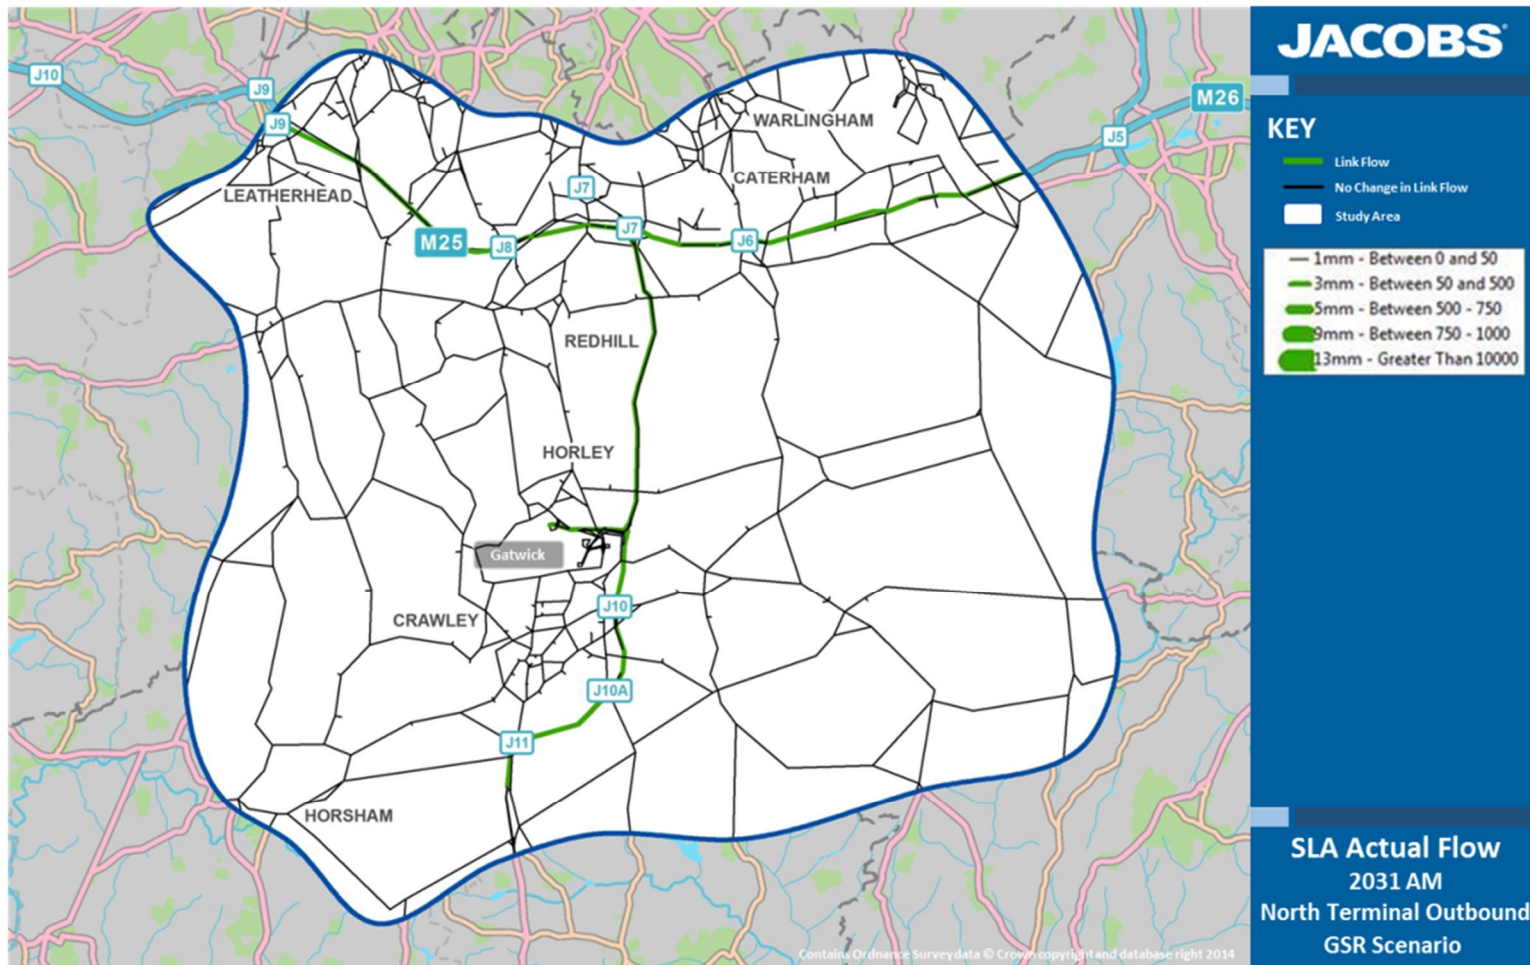 J10
J9
J9
LEATHERHEAD
M25
J8
J7
J7
J6
WARLINGHAM
CATERHAM
J5
M26
REDHILL
HORLEY
Gatwick
J10
CRAWLEY
J10A
J11
HORSHAM
Contains Ordnance Survey data © Crown copyright and database right 2014
JACOBS
KEY
Link Flow
No Change in Link Flow
Study Area
1mm - Between 0 and 50
3mm - Between 50 and 500
5mm - Between 500 - 750
9mm - Between 750 - 1000
13mm - Greater Than 10000
SLA Actual Flow
2031 AM
North Terminal Outbound
GSR Scenario